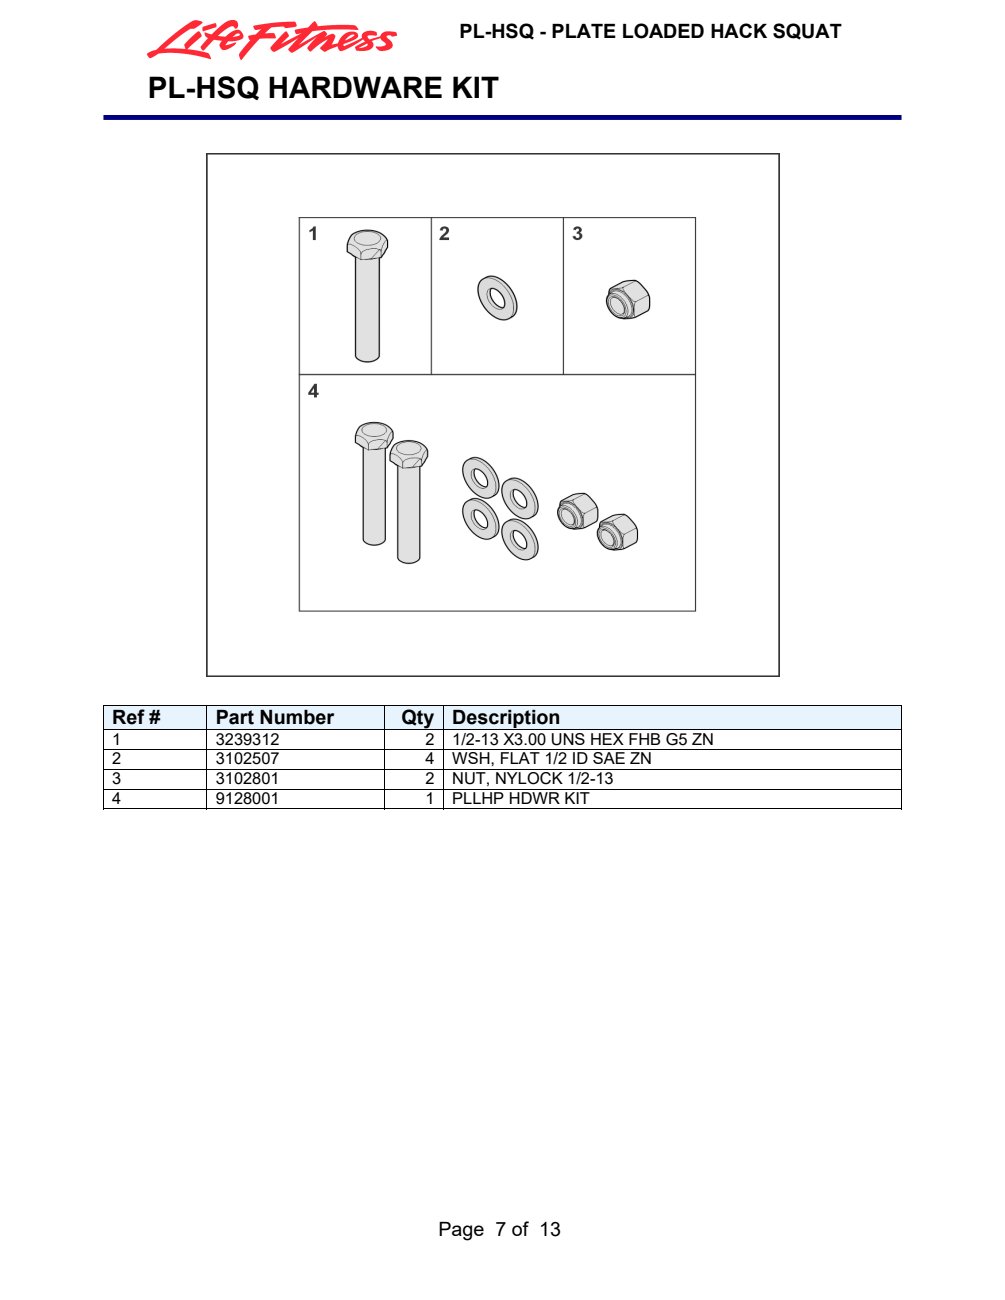 Life Fitness
PL-HSQ - PLATE LOADED HACK SQUAT
PL-HSQ HARDWARE KIT
1 2 3
4
Ref # Part Number Qty Description
1 3239312 2 1/2-13 X3.00 UNS HEX FHB G5 ZN
2 3102507 4 WSH, FLAT 1/2 ID SAE ZN
3 3102801 2 NUT, NYLOCK 1/2-13
4 9128001 1 PLLHP HDWR KIT
Page 7 of 13